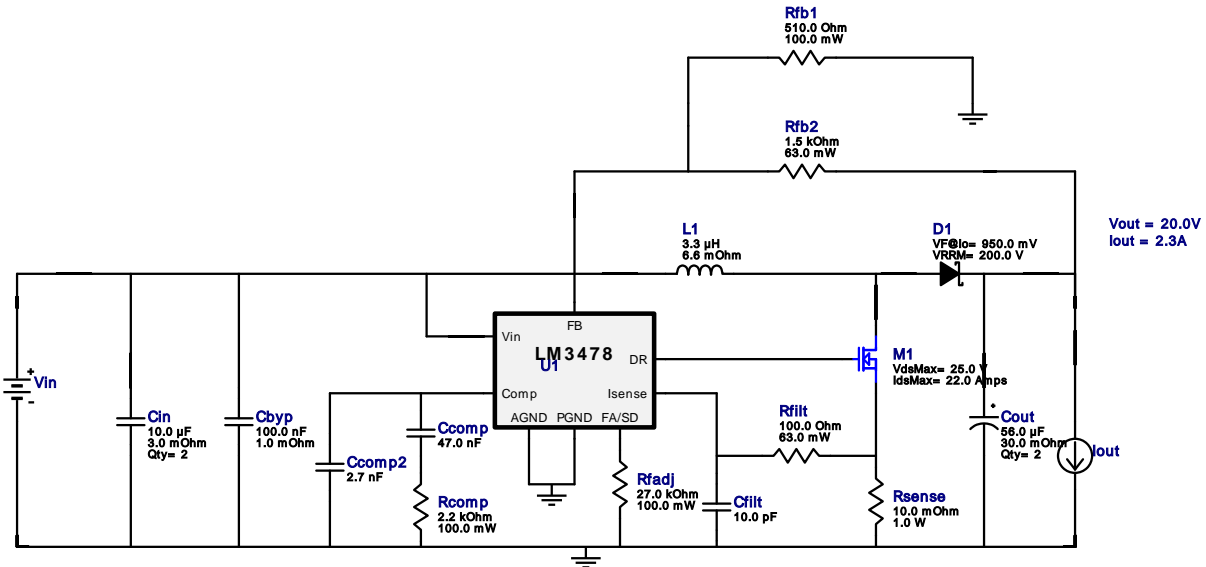 Rfb1
510.0 Ohm
100.0 mW
Rfb2
1.5 kOhm
63.0 mW
Vout = 20.0V
Iout = 2.3A
L1
3.3 µH
6.6 mOhm
D1
VF@Io= 950.0 mV
VRRM= 200.0 V
FB
Vin
LM3478
U1
DR
Comp
Isense
AGND PGND FA/SD
M1
VdsMax= 25.0 V
IdsMax= 22.0 Amps
+
Vin
-
Cin
10.0 µF
3.0 mOhm
Qty= 2
Cbyp
100.0 nF
1.0 mOhm
Ccomp
47.0 nF
Ccomp2
2.7 nF
Rcomp
2.2 kOhm
100.0 mW
Rfadj
27.0 kOhm
100.0 mW
Rfilt
100.0 Ohm
63.0 mW
Cfilt
10.0 pF
Rsense
10.0 mOhm
1.0 W
+
Cout
56.0 µF
30.0 mOhm
Qty= 2
Iout